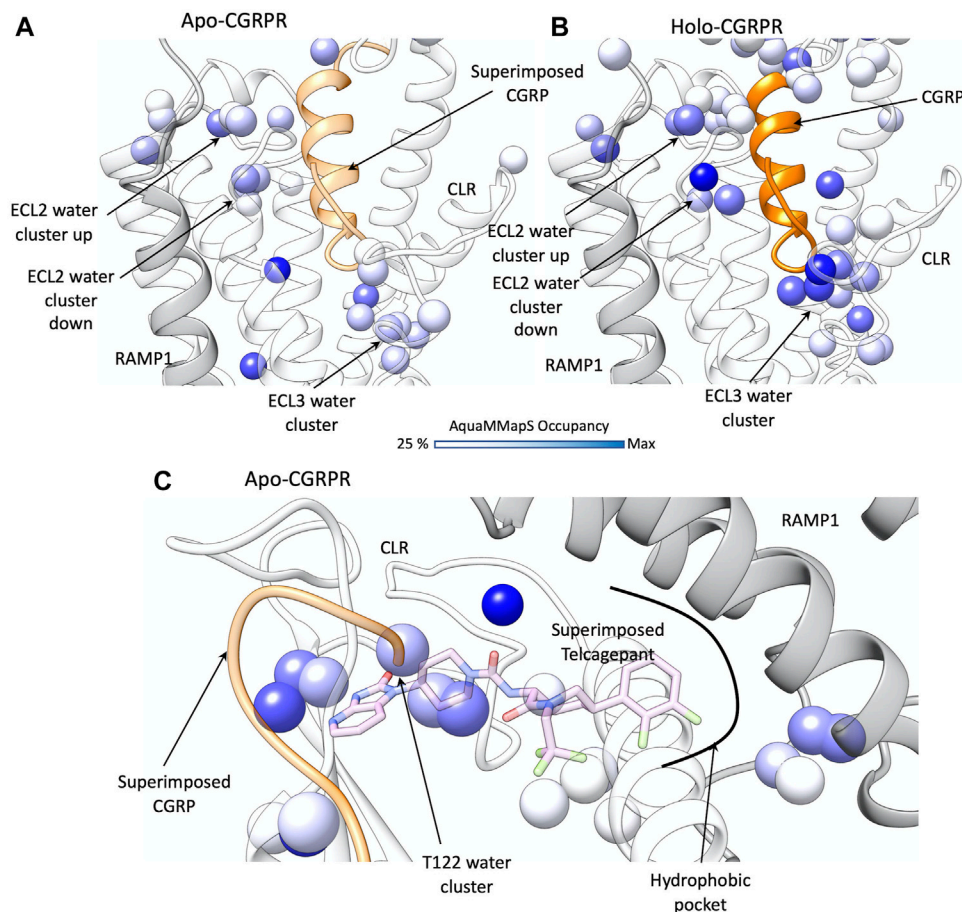 A
Apo-CGRPR
Superimposed
CGRP
CLR
ECL2 water
cluster up
ECL2 water
cluster
down
RAMP1
ECL3 water
cluster
B
Holo-CGRPR
CGRP
CLR
ECL2 water
cluster up
ECL2 water
cluster
down
RAMP1
ECL3 water
cluster
AquaMMapS Occupancy
25 %
Max
C
Apo-CGRPR
RAMP1
CLR
Superimposed
Telcagepant
Superimposed
CGRP
T122 water
cluster
Hydrophobic
pocket